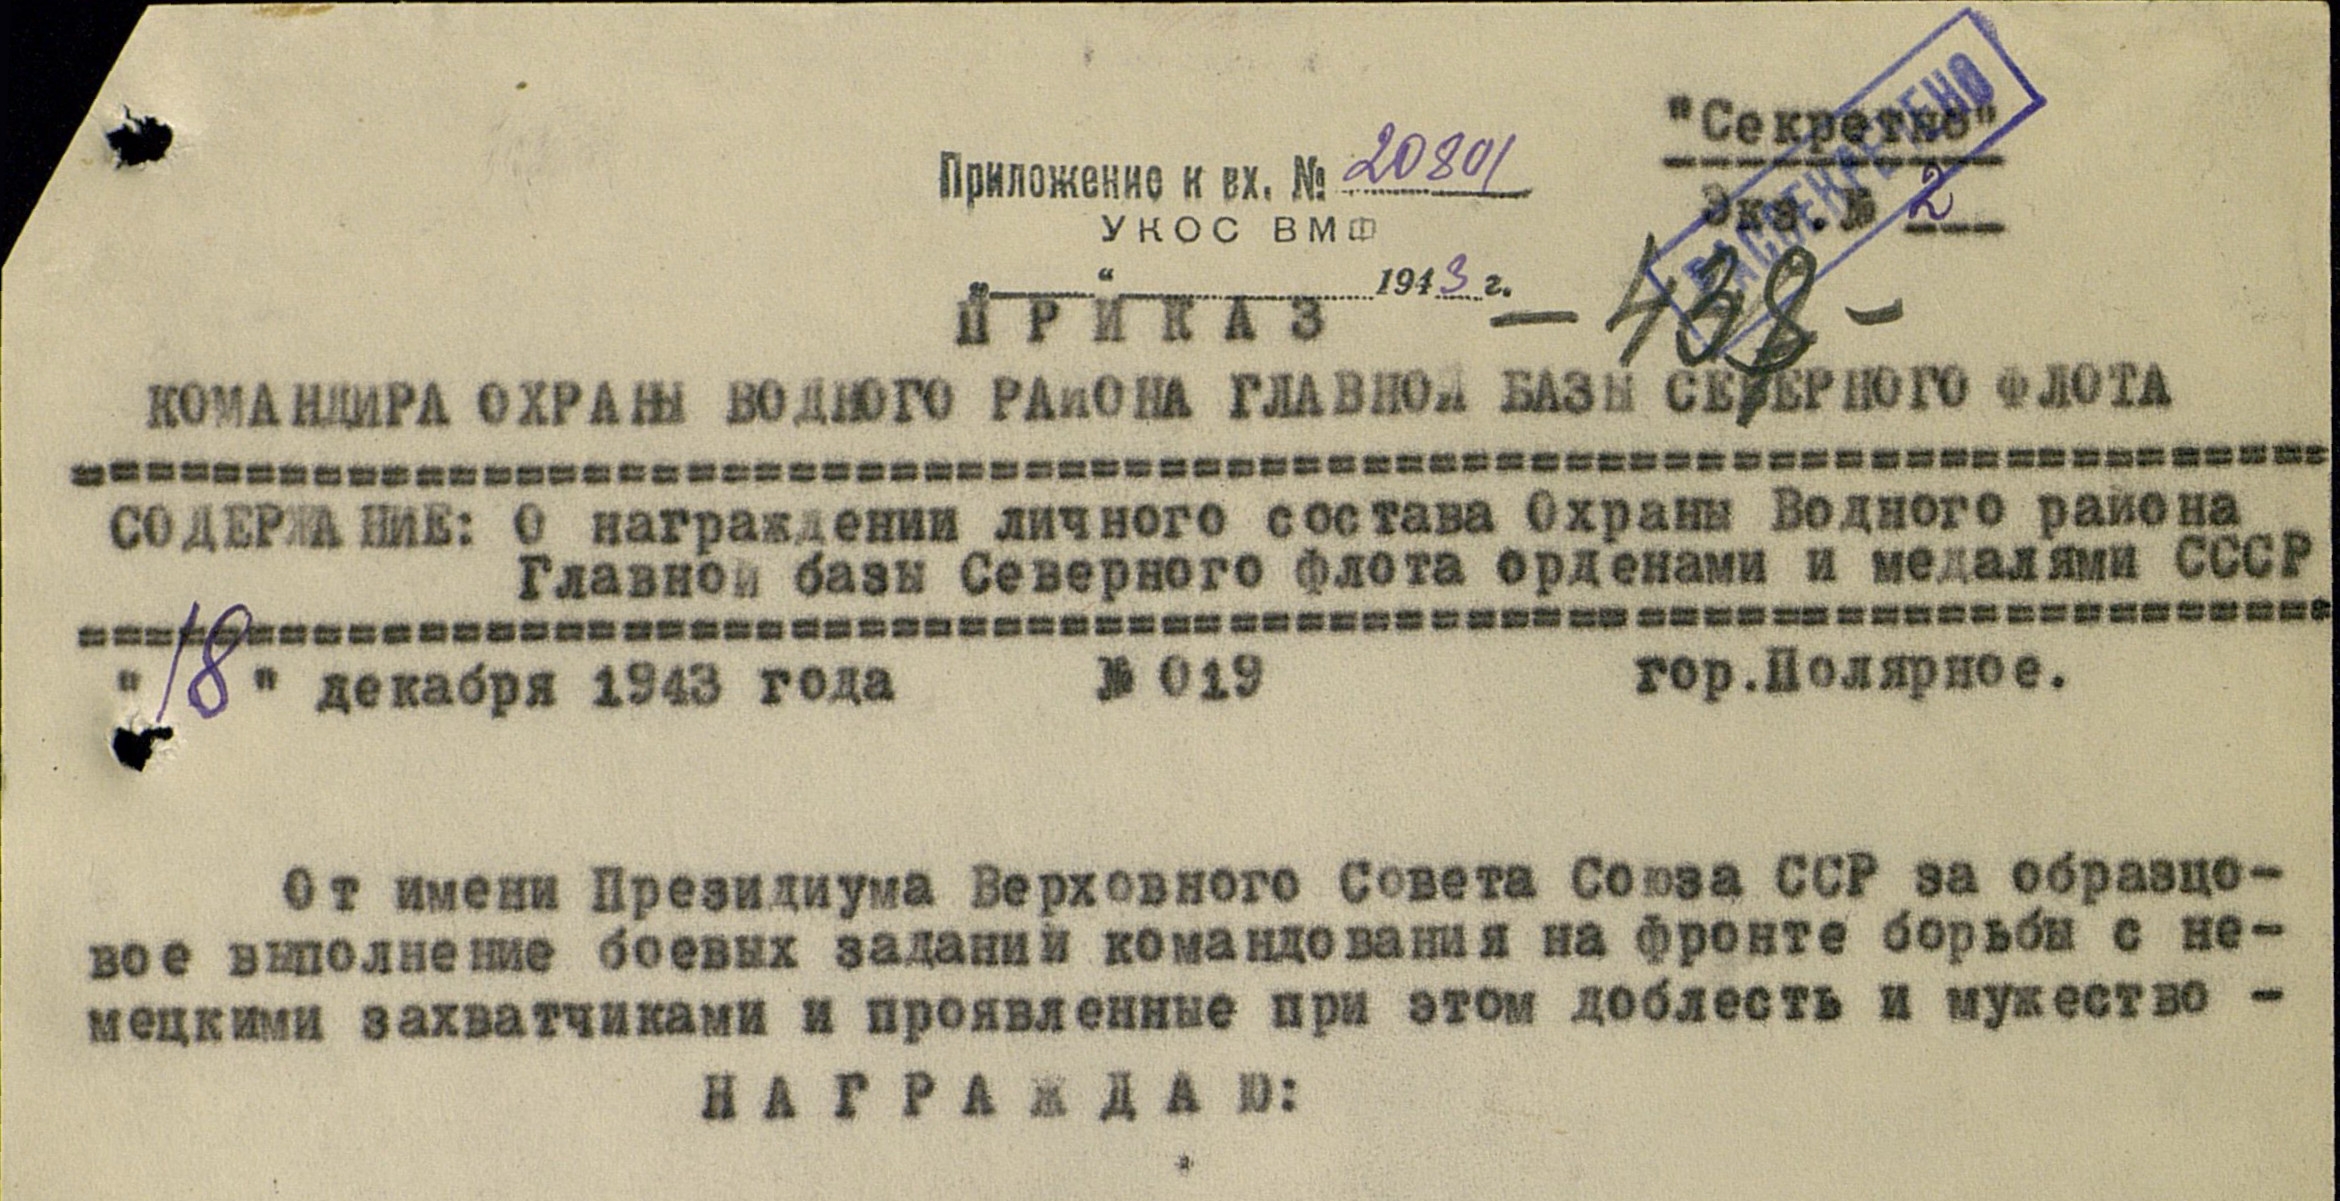 "Секретно"
РАССЕКРЕЧЕНО
Приложение к вх. № 20801
Экз.№ 2
УКОС ВМФ
„ “ 1943 г.
-438-
П Р И К А З
КОМАНДИРА ОХРАНЫ ВОДНОГО РАЙОНА ГЛАВНОЙ БАЗЫ СЕВЕРНОГО ФЛОТА
СОДЕРЖАНИЕ: О награждении личного состава Охраны Водного района
Главной базы Северного флота орденами и медалями СССР
"18" декабря 1943 года № 019 гор.Полярное.
От имени Президиума Верховного Совета Союза ССР за образцо-
вое выполнение боевых заданий командования на фронте борьбы с не-
мецкими захватчиками и проявленные при этом доблесть и мужество -
Н А Г Р А Ж Д А Ю: